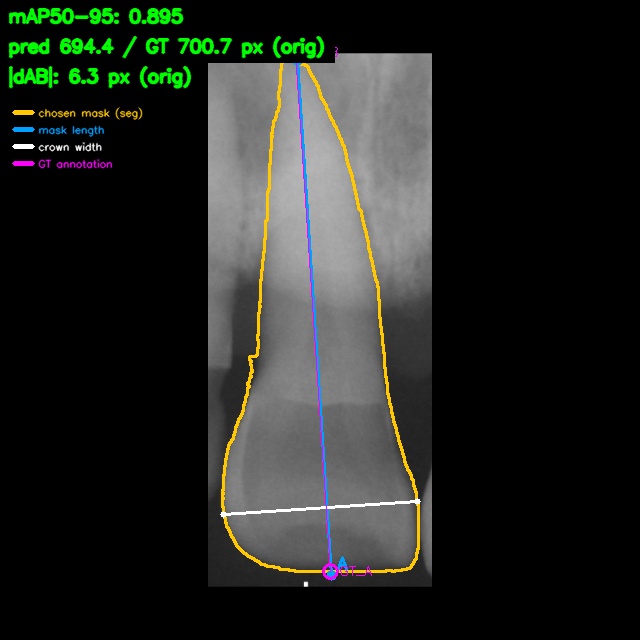 mAP50-95: 0.895
pred 694.4 / GT 700.7 px (orig)
|dAB|: 6.3 px (orig)
chosen mask (seg)
mask length
crown width
GT annotation
A
GT_A